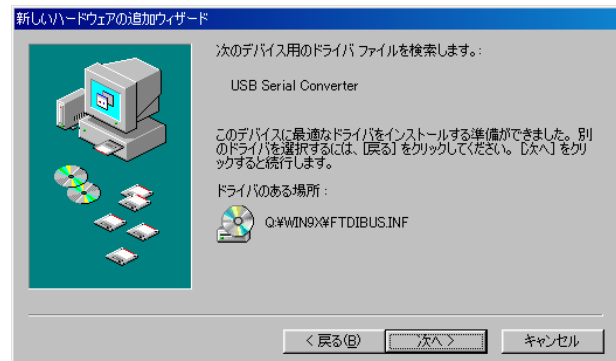 新しいハードウェアの追加ウィザード
次のデバイス用のドライバ ファイルを検索します。:
USB Serial Converter
このデバイスに最適なドライバをインストールする準備ができました。別
のドライバを選択するには、[戻る] をクリックしてください。[次へ] をクリ
ックすると続行します。
ドライバのある場所 :
Q:¥WIN9X¥FTDIBUS.INF
< 戻る(B)
次へ >
キャンセル